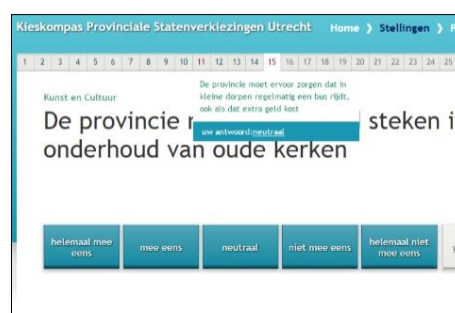 Kieskompas Provinciale Statenverkiezingen Utrecht Home ) Stellingen )
1 2 3 4 5 6 7 8 9 10 11 12 13 14 15 16 17 18 19 20 21 22 23 24 25
De provincie moet ervoor zorgen dat in
kleine dorpen regelmatig een bus rijdt,
ook als dat extra geld kost
uw antwoord:neutraal
Kunst en Cultuur
De provincie steken i
onderhoud van oude kerken
helemaal mee eens
mee eens
neutraal
niet mee eens
helemaal niet mee eens